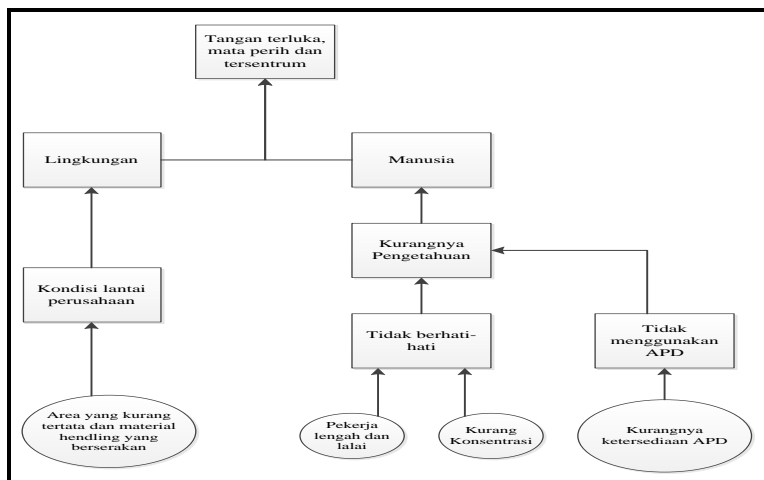 Tangan terluka,
mata perih dan
tersentrum
Lingkungan
Manusia
Kurangnya
Pengetahuan
Kondisi lantai
perusahaan
Tidak berhati-
hati
Tidak
menggunakan
APD
Area yang kurang
tertata dan material
hendling yang
berserakan
Pekerja
lengah dan
lalai
Kurang
Konsentrasi
Kurangnya
ketersediaan APD